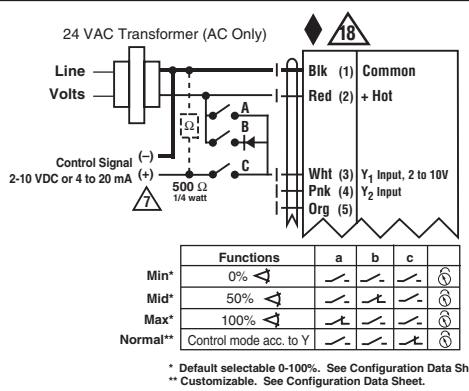 24 VAC Transformer (AC Only)
18
Line
Volts
Blk (1) Common
Red (2) + Hot
A
Ω
B
Control Signal (–)
2-10 VDC or 4 to 20 mA (+)
C
Wht (3) Y1 Input, 2 to 10V
7
500 Ω
1/4 watt
Pnk (4) Y2 Input
Org (5)
Functions a b c
Min* 0%
Mid* 50%
Max* 100%
Normal** Control mode acc. to Y
* Default selectable 0-100%. See Configuration Data Sh
** Customizable. See Configuration Data Sheet.